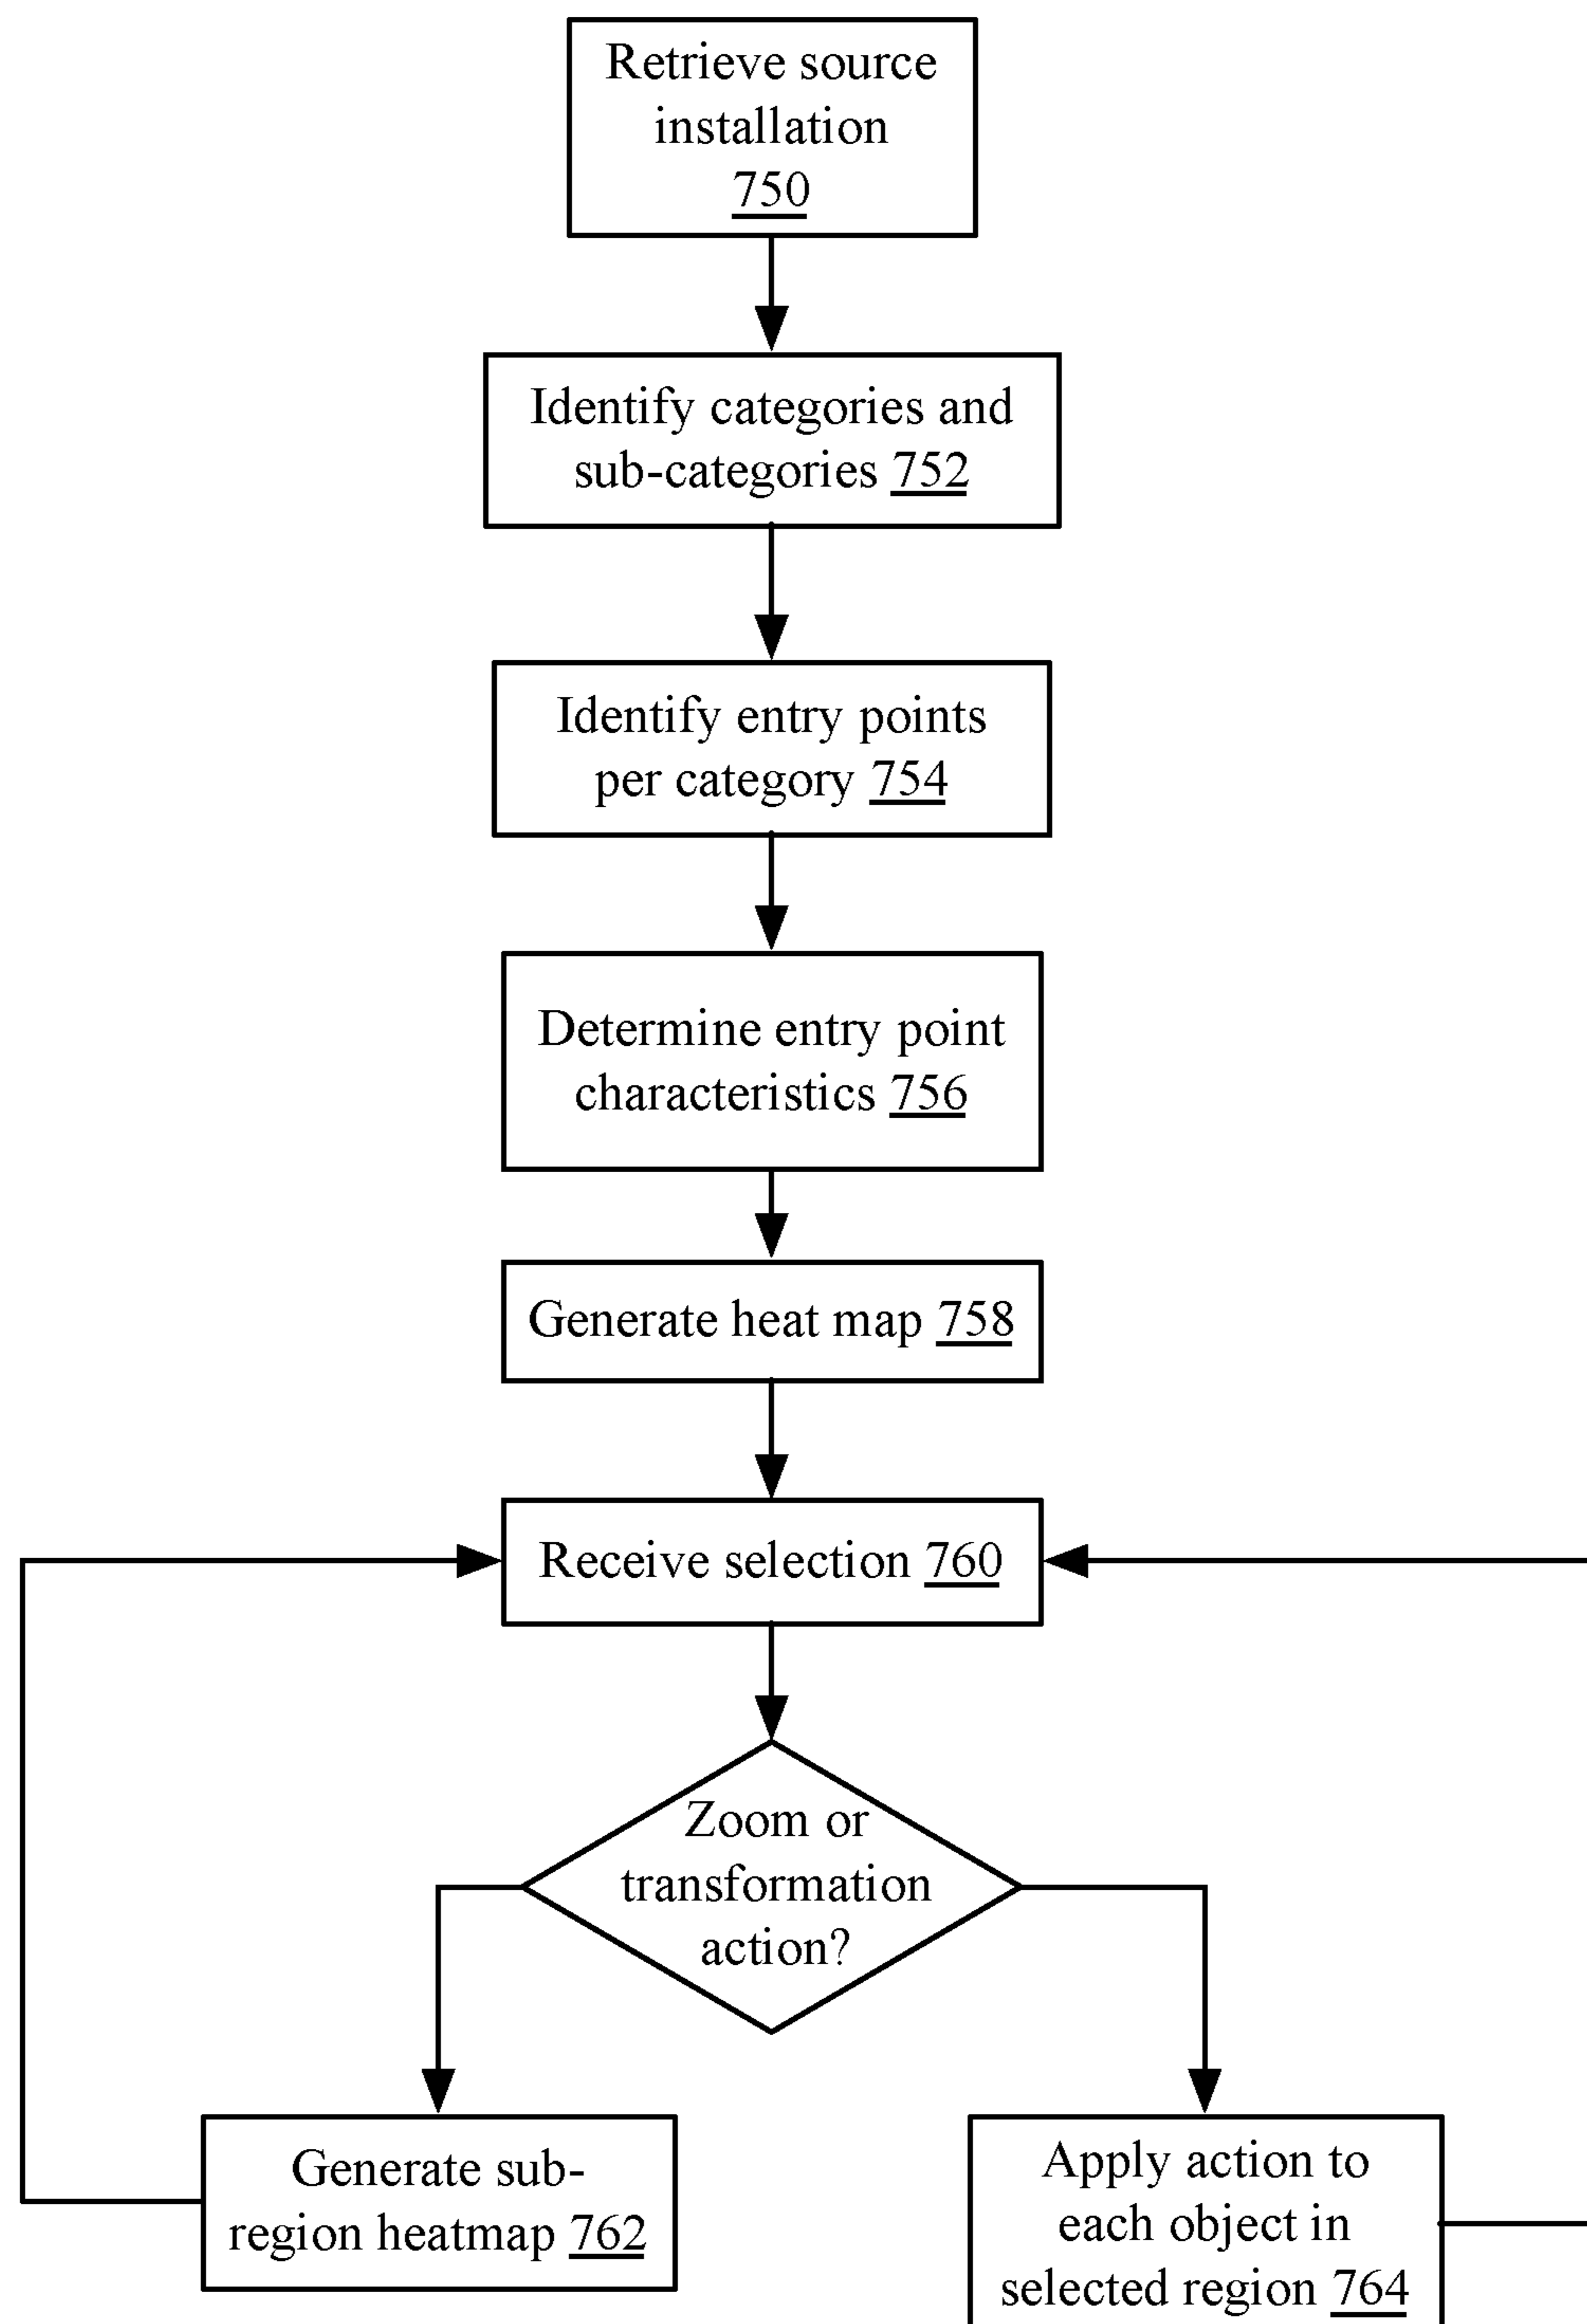 Retrieve source
installation
750
Identify categories and
sub-categories 752
Identify entry points
per category 754
Determine entry point
characteristics 756
Generate heat map 758
Receive selection 760
Zoom or
transformation
action?
Generate sub-
region heatmap 762
Apply action to
each object in
selected region 764